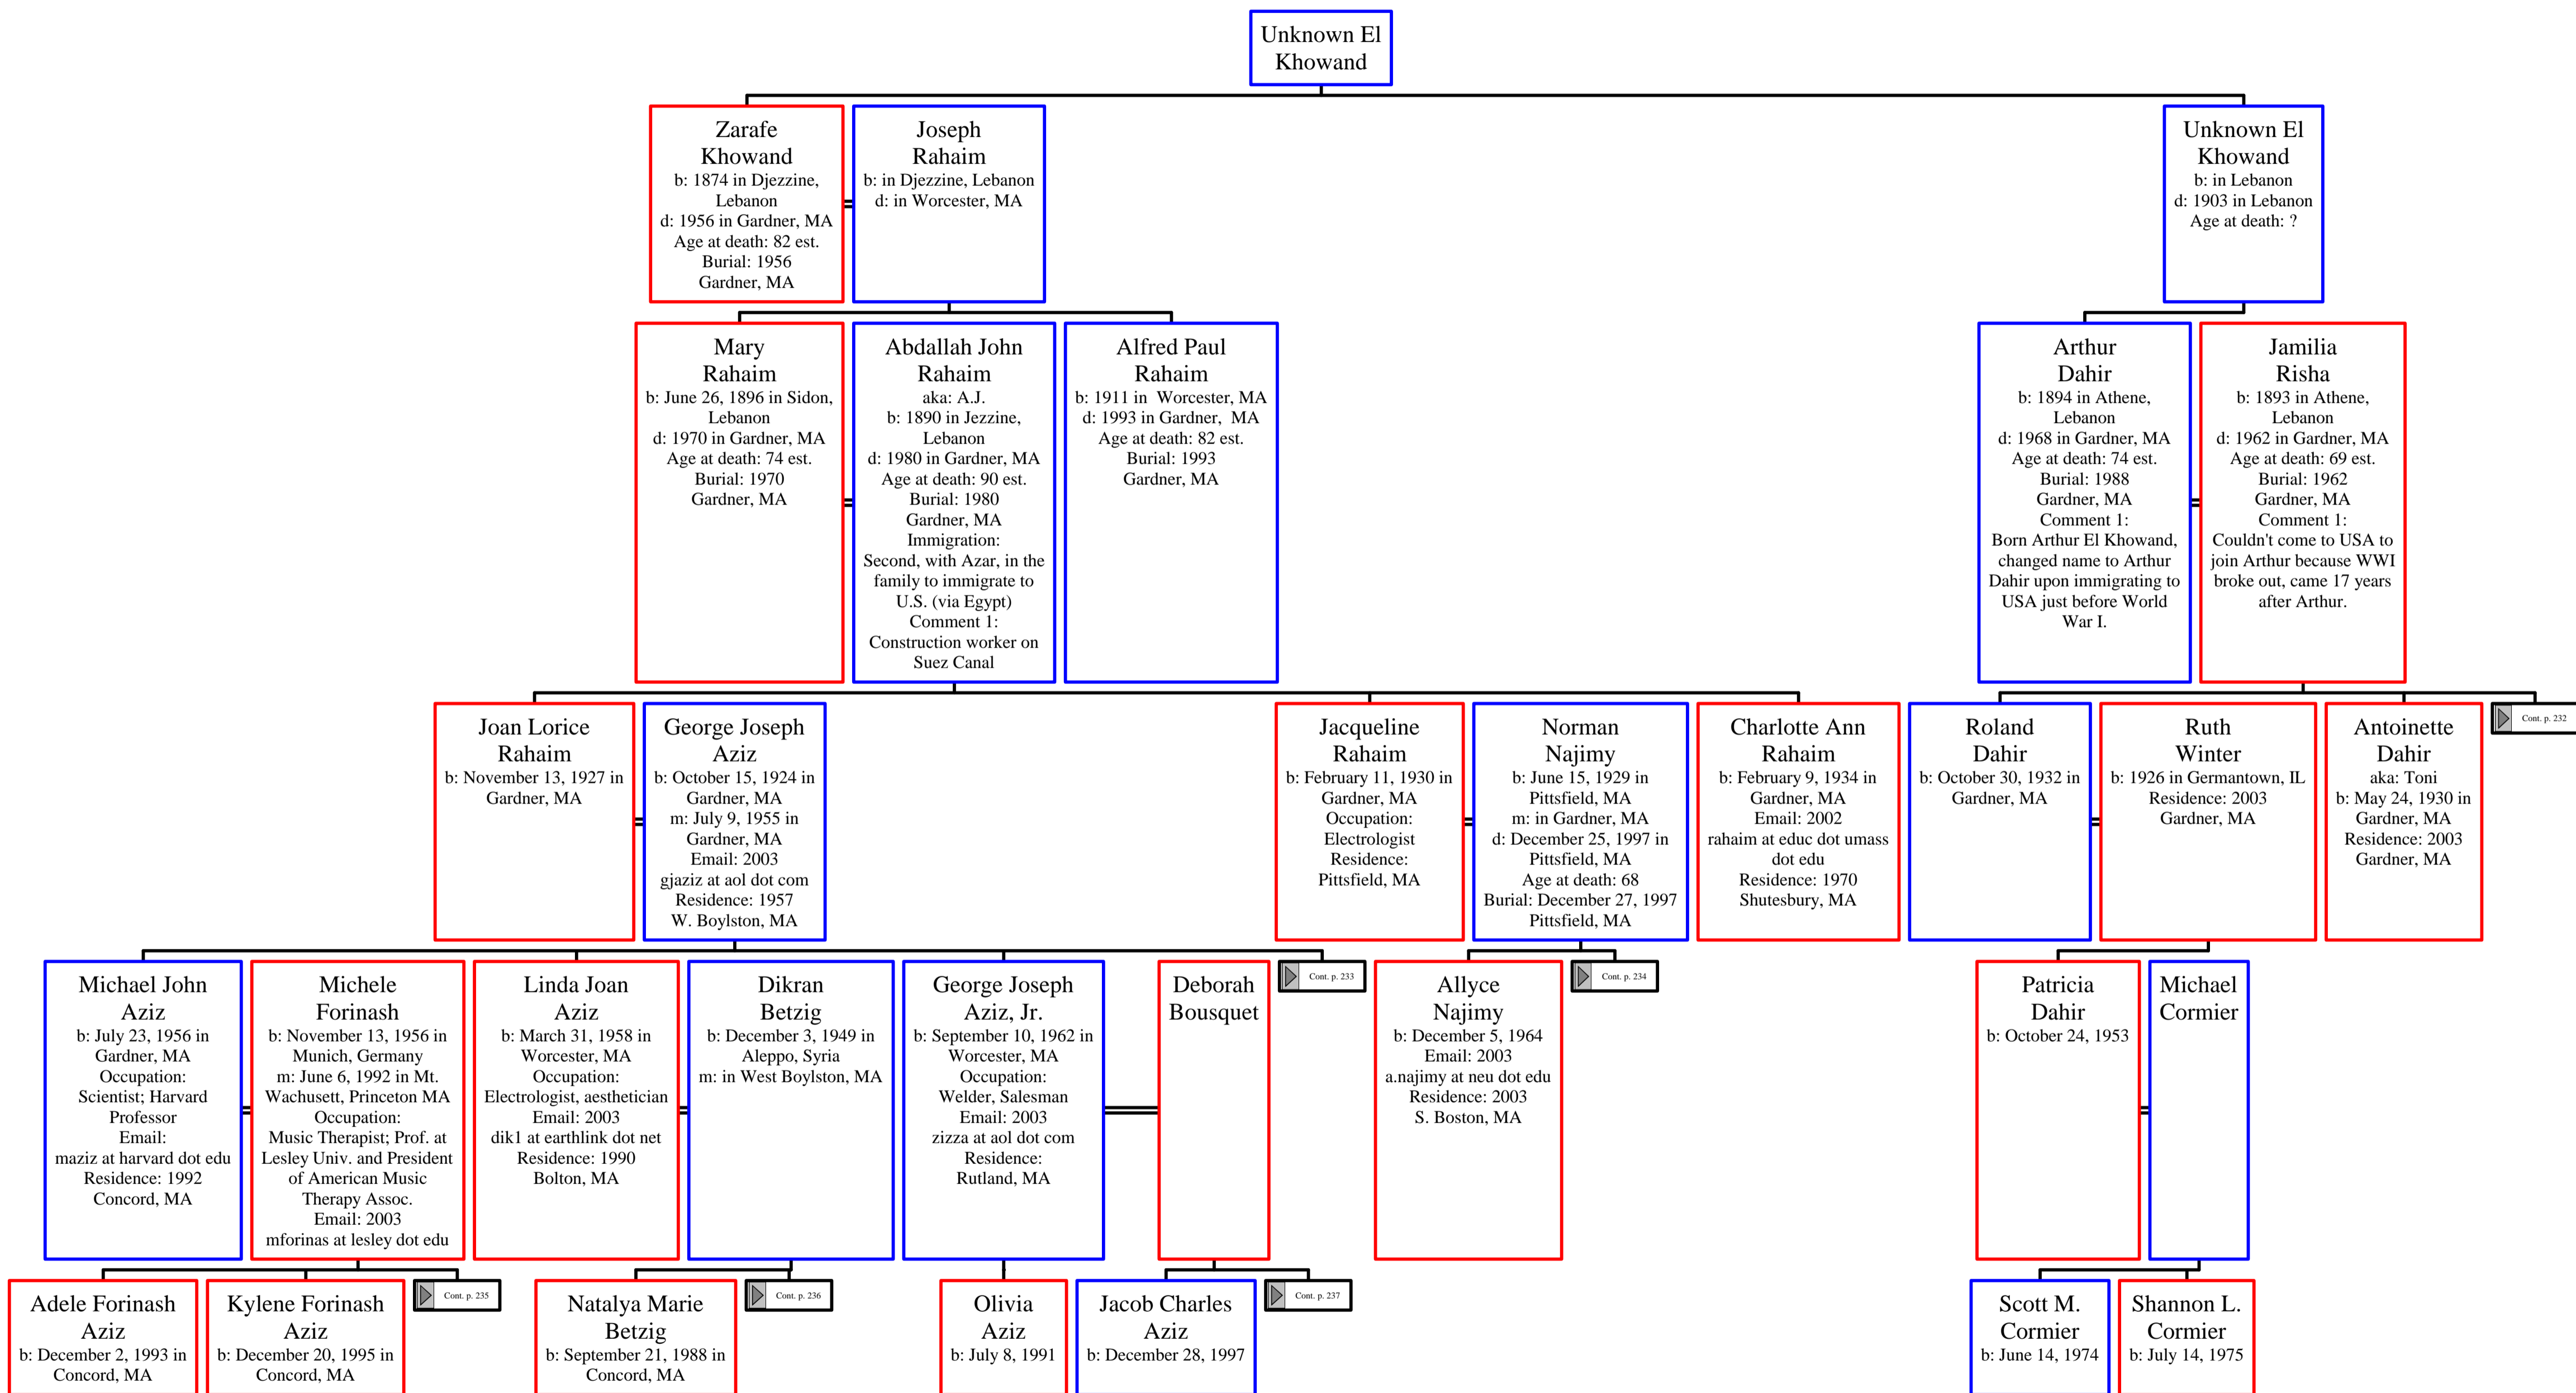 Unknown El
Khowand
Zarafe
Khowand
b: 1874 in Djezzine,
Lebanon
d: 1956 in Gardner, MA
Age at death: 82 est.
Burial: 1956
Gardner, MA
Joseph
Rahaim
b: in Djezzine, Lebanon
d: in Worcester, MA
Unknown El
Khowand
b: in Lebanon
d: 1903 in Lebanon
Age at death: ?
Mary
Rahaim
b: June 26, 1896 in Sidon,
Lebanon
d: 1970 in Gardner, MA
Age at death: 74 est.
Burial: 1970
Gardner, MA
Abdallah John
Rahaim
aka: A.J.
b: 1890 in Jezzine,
Lebanon
d: 1980 in Gardner, MA
Age at death: 90 est.
Burial: 1980
Gardner, MA
Immigration:
Second, with Azar, in the
family to immigrate to
U.S. (via Egypt)
Comment 1:
Construction worker on
Suez Canal
Alfred Paul
Rahaim
b: 1911 in Worcester, MA
d: 1993 in Gardner, MA
Age at death: 82 est.
Burial: 1993
Gardner, MA
Arthur
Dahir
b: 1894 in Athene,
Lebanon
d: 1968 in Gardner, MA
Age at death: 74 est.
Burial: 1988
Gardner, MA
Comment 1:
Born Arthur El Khowand,
changed name to Arthur
Dahir upon immigrating to
USA just before World
War I.
Jamilia
Risha
b: 1893 in Athene,
Lebanon
d: 1962 in Gardner, MA
Age at death: 69 est.
Burial: 1962
Gardner, MA
Comment 1:
Couldn't come to USA to
join Arthur because WWI
broke out, came 17 years
after Arthur.
Joan Lorice
Rahaim
b: November 13, 1927 in
Gardner, MA
George Joseph
Aziz
b: October 15, 1924 in
Gardner, MA
m: July 9, 1955 in
Gardner, MA
Email: 2003
gjaziz at aol dot com
Residence: 1957
W. Boylston, MA
Jacqueline
Rahaim
b: February 11, 1930 in
Gardner, MA
Occupation:
Electrologist
Residence:
Pittsfield, MA
Norman
Najimy
b: June 15, 1929 in
Pittsfield, MA
m: in Gardner, MA
d: December 25, 1997 in
Pittsfield, MA
Age at death: 68
Burial: December 27, 1997
Pittsfield, MA
Charlotte Ann
Rahaim
b: February 9, 1934 in
Gardner, MA
Email: 2002
rahaim at educ dot umass
dot edu
Residence: 1970
Shutesbury, MA
Roland
Dahir
b: October 30, 1932 in
Gardner, MA
Ruth
Winter
b: 1926 in Germantown, IL
Residence: 2003
Gardner, MA
Antoinette
Dahir
aka: Toni
b: May 24, 1930 in
Gardner, MA
Residence: 2003
Gardner, MA
Cont. p. 232
Michael John
Aziz
b: July 23, 1956 in
Gardner, MA
Occupation:
Scientist; Harvard
Professor
Email:
maziz at harvard dot edu
Residence: 1992
Concord, MA
Michele
Forinash
b: November 13, 1956 in
Munich, Germany
m: June 6, 1992 in Mt.
Wachusett, Princeton MA
Occupation:
Music Therapist; Prof. at
Lesley Univ. and President
of American Music
Therapy Assoc.
Email: 2003
mforinas at lesley dot edu
Linda Joan
Aziz
b: March 31, 1958 in
Worcester, MA
Occupation:
Electrologist, aesthetician
Email: 2003
dik1 at earthlink dot net
Residence: 1990
Bolton, MA
Dikran
Betzig
b: December 3, 1949 in
Aleppo, Syria
m: in West Boylston, MA
George Joseph
Aziz, Jr.
b: September 10, 1962 in
Worcester, MA
Occupation:
Welder, Salesman
Email: 2003
zizza at aol dot com
Residence:
Rutland, MA
Deborah
Bousquet
Cont. p. 233
Allyce
Najimy
b: December 5, 1964
Email: 2003
a.najimy at neu dot edu
Residence: 2003
S. Boston, MA
Cont. p. 234
Patricia
Dahir
b: October 24, 1953
Michael
Cormier
Adele Forinash
Aziz
b: December 2, 1993 in
Concord, MA
Kylene Forinash
Aziz
b: December 20, 1995 in
Concord, MA
Cont. p. 235
Natalya Marie
Betzig
b: September 21, 1988 in
Concord, MA
Cont. p. 236
Olivia
Aziz
b: July 8, 1991
Jacob Charles
Aziz
b: December 28, 1997
Cont. p. 237
Scott M.
Cormier
b: June 14, 1974
Shannon L.
Cormier
b: July 14, 1975